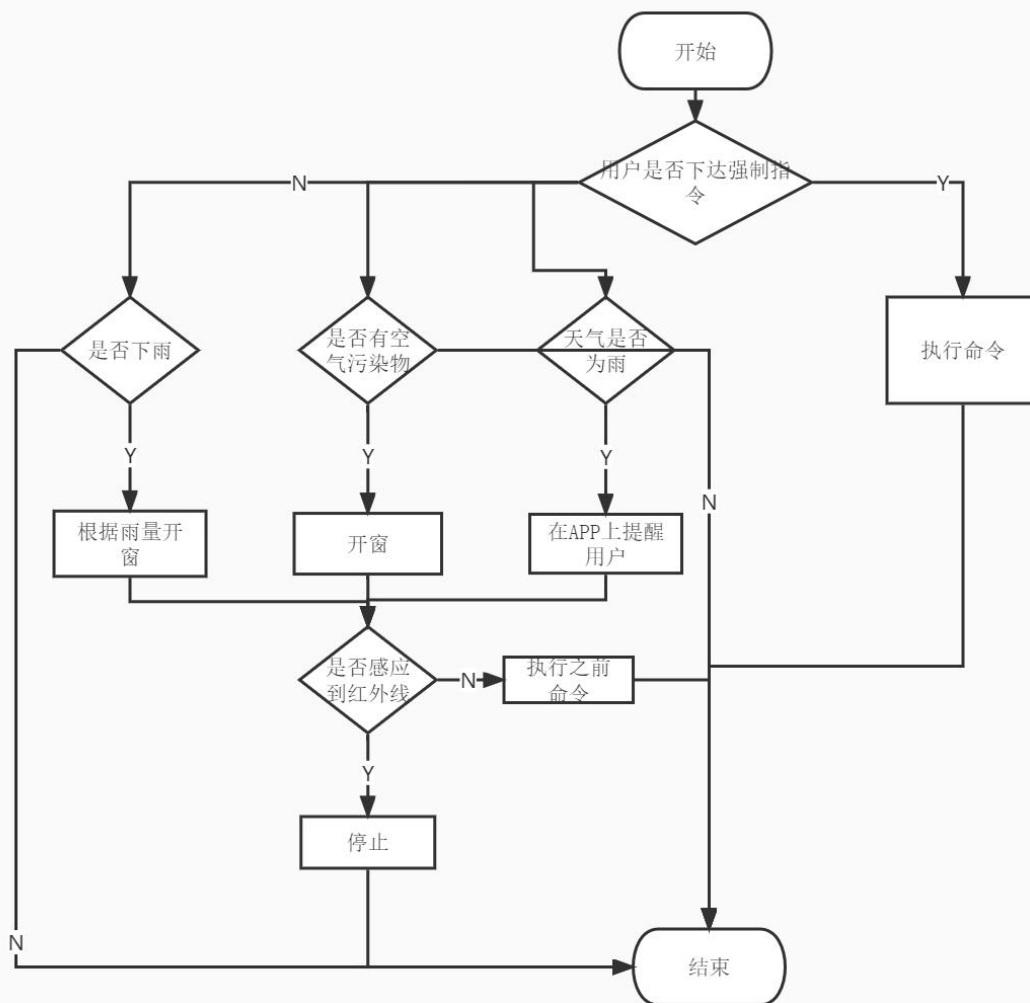 开始
用户是否下达强制指
令
N
Y
是否下雨
是否有空
气污染物
天气是否
为雨
执行命令
Y
Y
Y
N
根据雨量开
窗
开窗
在APP上提醒
用户
是否感应
到红外线
N
执行之前
命令
Y
停止
N
结束